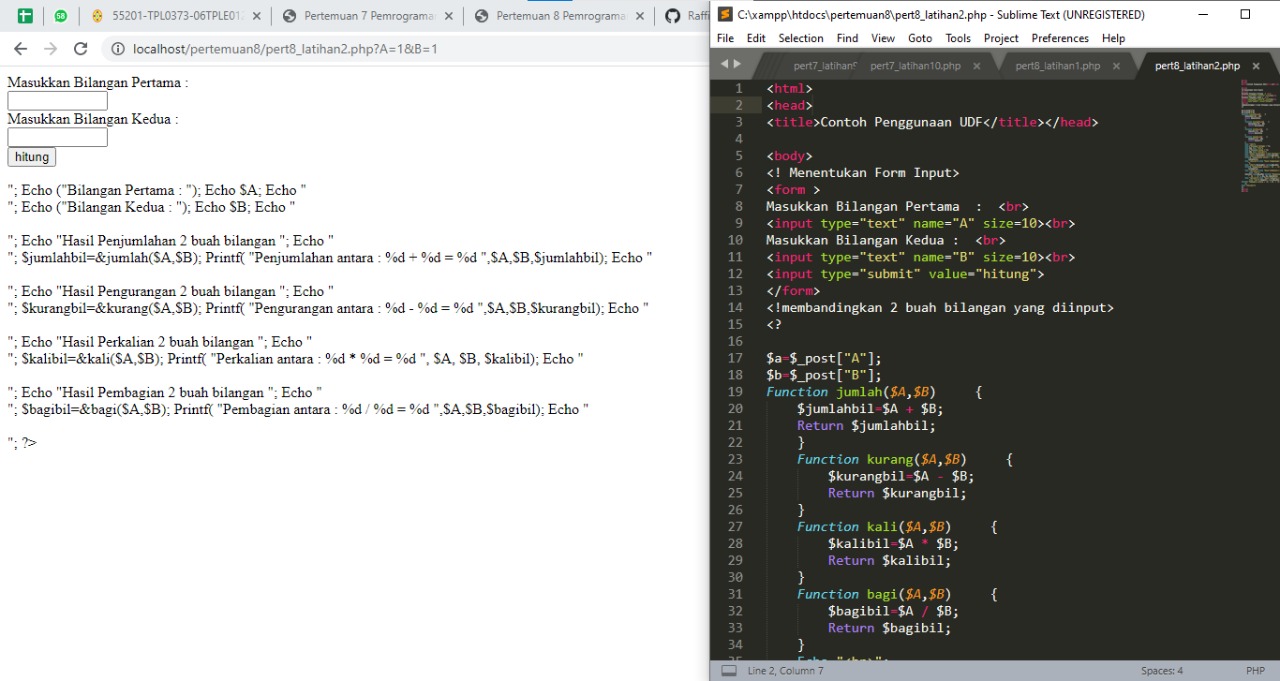 55201-TPL0373-06TPLE01
Pertemuan 7 Pemrograma
Pertemuan 8 Pemrograma
Raffi
localhost/pertemuan8/pert8_latihan2.php?A=1&B=1
Masukkan Bilangan Pertama :
Masukkan Bilangan Kedua :
hitung
"; Echo ("Bilangan Pertama : "); Echo $A; Echo "
"; Echo ("Bilangan Kedua : "); Echo $B; Echo "
"; Echo "Hasil Penjumlahan 2 buah bilangan "; Echo "
"; $jumlahbil=&jumlah($A,$B); Printf( "Penjumlahan antara : %d + %d = %d ",$A,$B,$jumlahbil); Echo "
"; Echo "Hasil Pengurangan 2 buah bilangan "; Echo "
"; $kurangbil=&kurang($A,$B); Printf( "Pengurangan antara : %d - %d = %d ",$A,$B,$kurangbil); Echo "
"; Echo "Hasil Perkalian 2 buah bilangan "; Echo "
"; $kalibil=&kali($A,$B); Printf( "Perkalian antara : %d * %d = %d ", $A, $B, $kalibil); Echo "
"; Echo "Hasil Pembagian 2 buah bilangan "; Echo "
"; $bagibil=&bagi($A,$B); Printf( "Pembagian antara : %d / %d = %d ",$A,$B,$bagibil); Echo "
"; ?>
C:\xampp\htdocs\pertemuan8\pert8_latihan2.php - Sublime Text (UNREGISTERED)
File Edit Selection Find View Goto Tools Project Preferences Help
pert7_latihan9 pert7_latihan10.php pert8_latihan1.php pert8_latihan2.php
1 <html>
2 <head>
3 <title>Contoh Penggunaan UDF</title></head>
4
5 <body>
6 <! Menentukan Form Input>
7 <form >
8 Masukkan Bilangan Pertama  :  <br>
9 <input type="text" name="A" size=10><br>
10 Masukkan Bilangan Kedua :  <br>
11 <input type="text" name="B" size=10><br>
12 <input type="submit" value="hitung">
13 </form>
14 <!membandingkan 2 buah bilangan yang diinput>
15 <?
16
17 $a=$_post["A"];
18 $b=$_post["B"];
19 Function jumlah($A,$B)     {
20     $jumlahbil=$A + $B;
21     Return $jumlahbil;
22     }
23     Function kurang($A,$B)     {
24         $kurangbil=$A - $B;
25         Return $kurangbil;
26     }
27     Function kali($A,$B)     {
28         $kalibil=$A * $B;
29         Return $kalibil;
30     }
31     Function bagi($A,$B)     {
32         $bagibil=$A / $B;
33         Return $bagibil;
34     }
35     Echo "<br>";
Line 2, Column 7
Spaces: 4
PHP